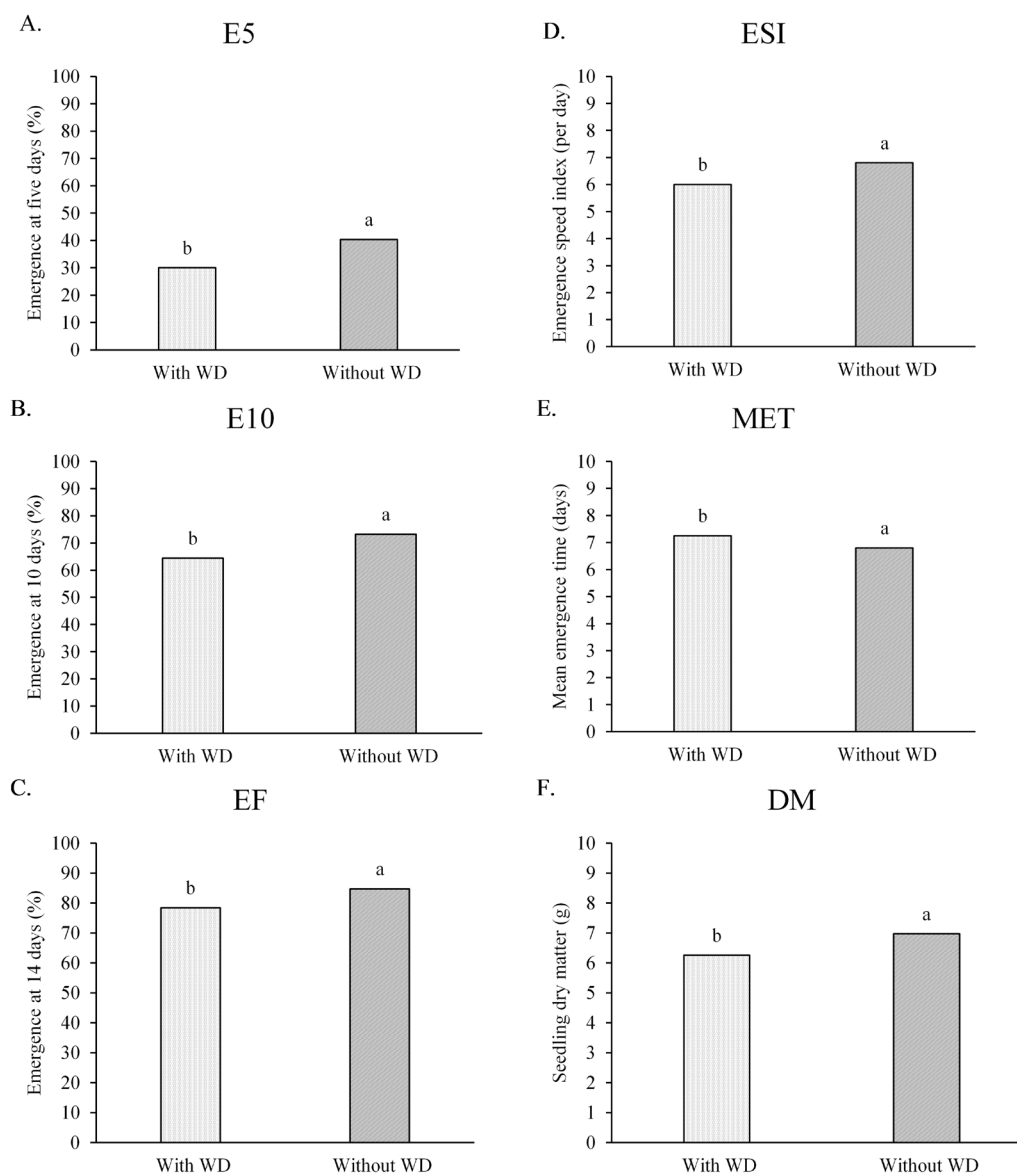 A.
E5
Emergence at five days (%)
100
90
80
70
60
50
40
30
20
10
0
b
a
With WD
Without WD
B.
E10
Emergence at 10 days (%)
100
90
80
70
60
50
40
30
20
10
0
b
a
With WD
Without WD
C.
EF
Emergence at 14 days (%)
100
90
80
70
60
50
40
30
20
10
0
b
a
With WD
Without WD
D.
ESI
Emergence speed index (per day)
10
9
8
7
6
5
4
3
2
1
0
b
a
With WD
Without WD
E.
MET
Mean emergence time (days)
10
9
8
7
6
5
4
3
2
1
0
b
a
With WD
Without WD
F.
DM
Seedling dry matter (g)
10
9
8
7
6
5
4
3
2
1
0
b
a
With WD
Without WD